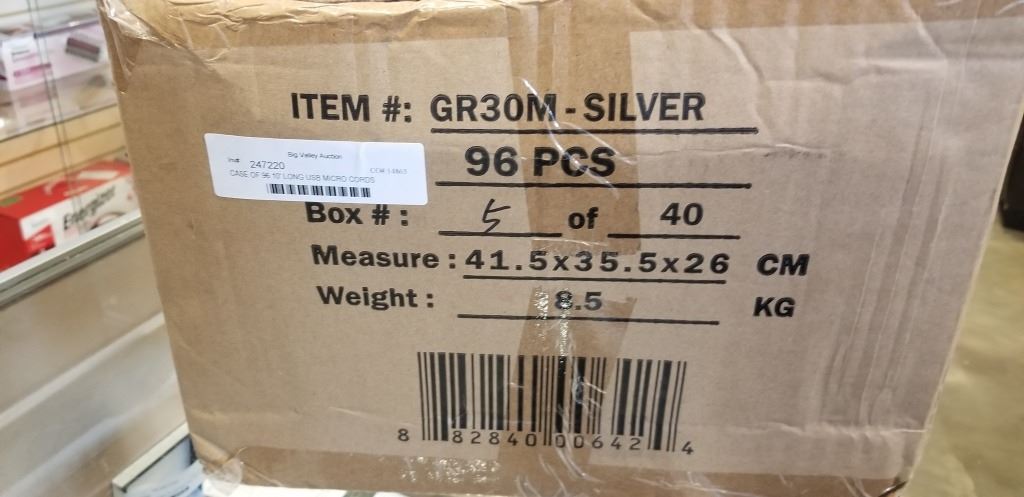 ITEM #: GR30M - SILVER
Big Valley Auction
Inv# 247220
CASE OF 96 10' LONG USB MICRO CORDS
96 PCS
Box # : 5 of 40
Measure : 41.5x35.5x26 CM
Weight : 8.5 KG
8 82840 00642 4
Energizer